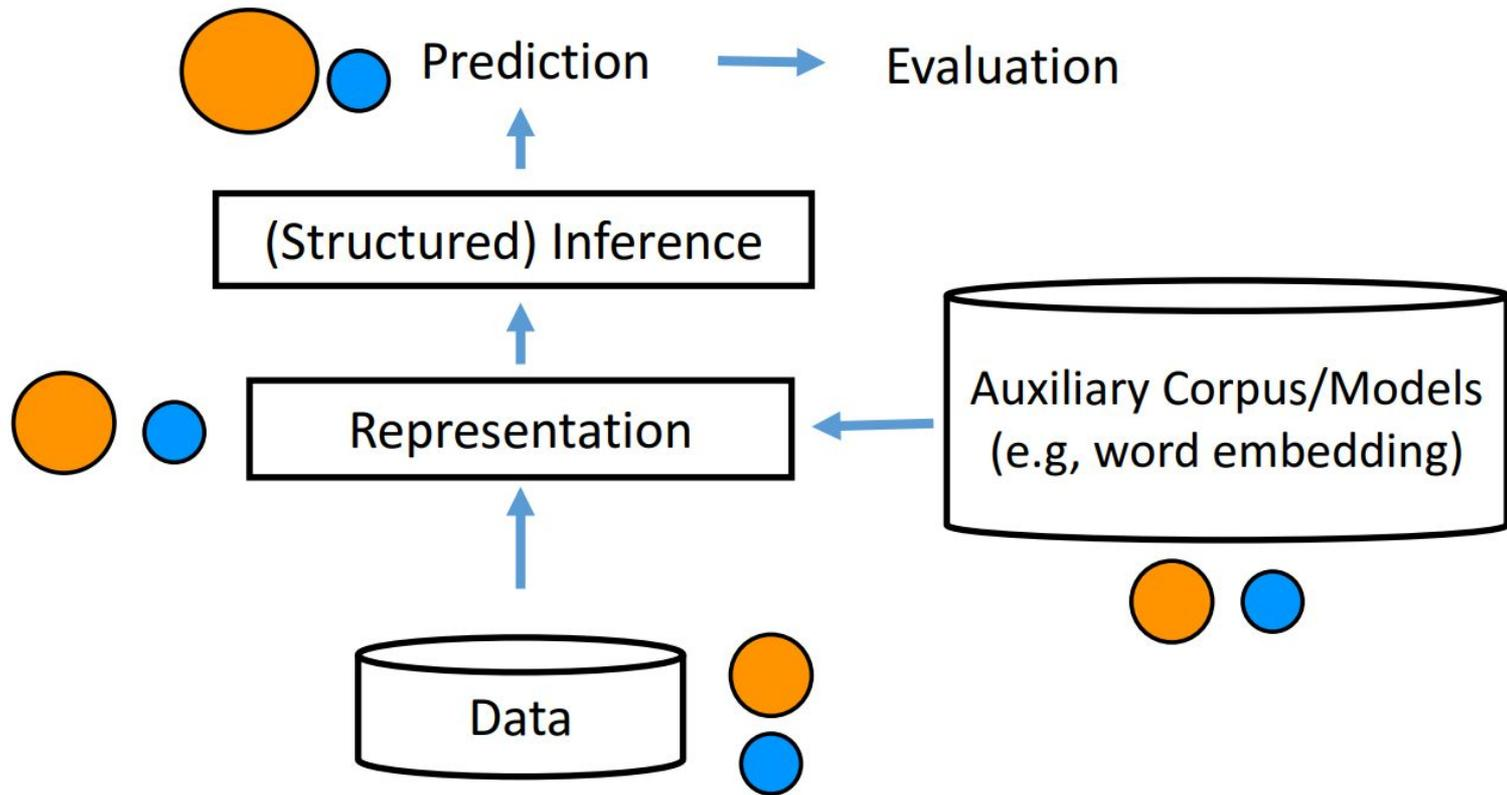 Prediction
Evaluation
(Structured) Inference
Representation
Auxiliary Corpus/Models
(e.g, word embedding)
Data